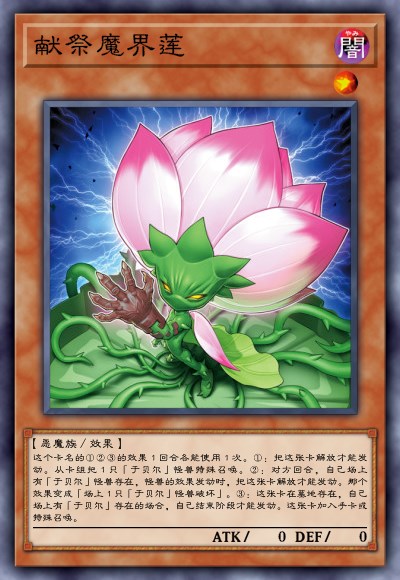 献祭魔界莲
やみ
闇
【恶魔族／效果】
这个卡名的①②③的效果1回合各能使用1次。①：把这张卡解放才能发
动。从卡组把1只「于贝尔」怪兽特殊召唤。②：对方回合，自己场上
有「于贝尔」怪兽存在，怪兽的效果发动时，把这张卡解放才能发动。那个
效果变成「场上1只「于贝尔」怪兽破坏」。③：这张卡在墓地存在，自己
场上有「于贝尔」存在的场合，自己结束阶段才能发动。这张卡加入手卡或
特殊召唤。
ATK/ 0 DEF/ 0